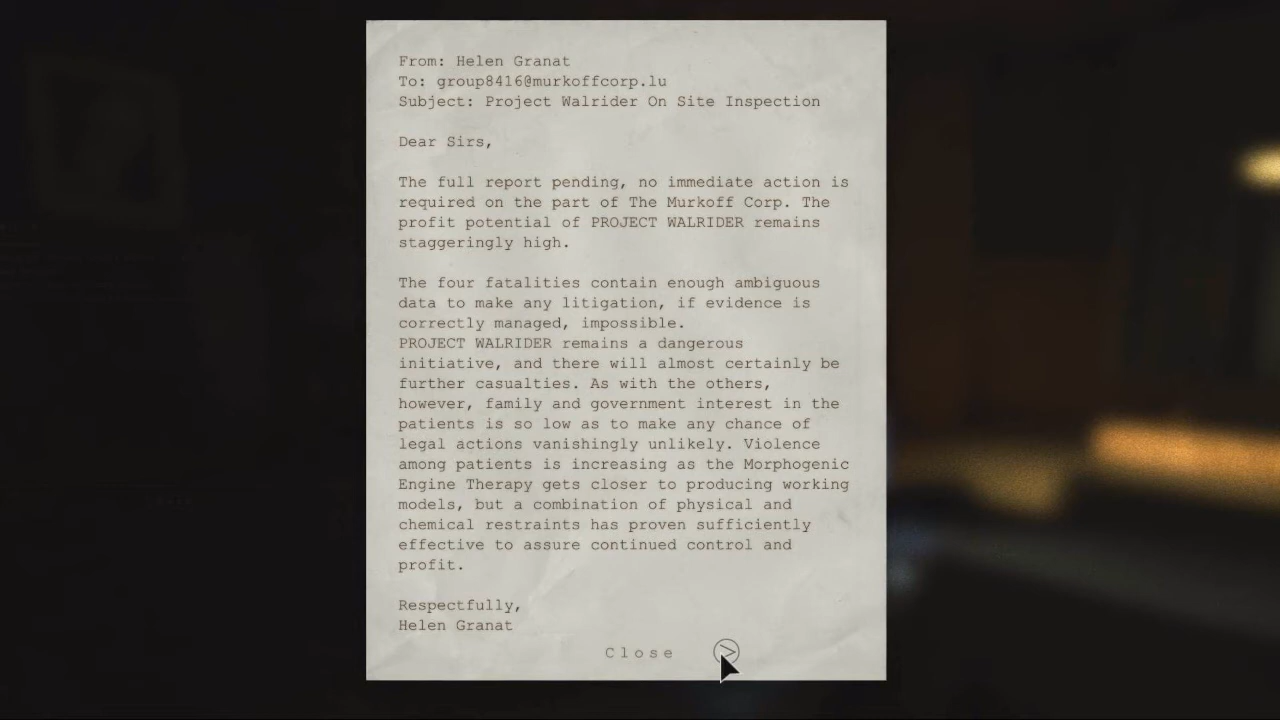 From: Helen Granat
To: group8416@murkoffcorp.lu
Subject: Project Walrider On Site Inspection
Dear Sirs,
The full report pending, no immediate action is
required on the part of The Murkoff Corp. The
profit potential of PROJECT WALRIDER remains
staggeringly high.
The four fatalities contain enough ambiguous
data to make any litigation, if evidence is
correctly managed, impossible.
PROJECT WALRIDER remains a dangerous
initiative, and there will almost certainly be
further casualties. As with the others,
however, family and government interest in the
patients is so low as to make any chance of
legal actions vanishingly unlikely. Violence
among patients is increasing as the Morphogenic
Engine Therapy gets closer to producing working
models, but a combination of physical and
chemical restraints has proven sufficiently
effective to assure continued control and
profit.
Respectfully,
Helen Granat
Close >